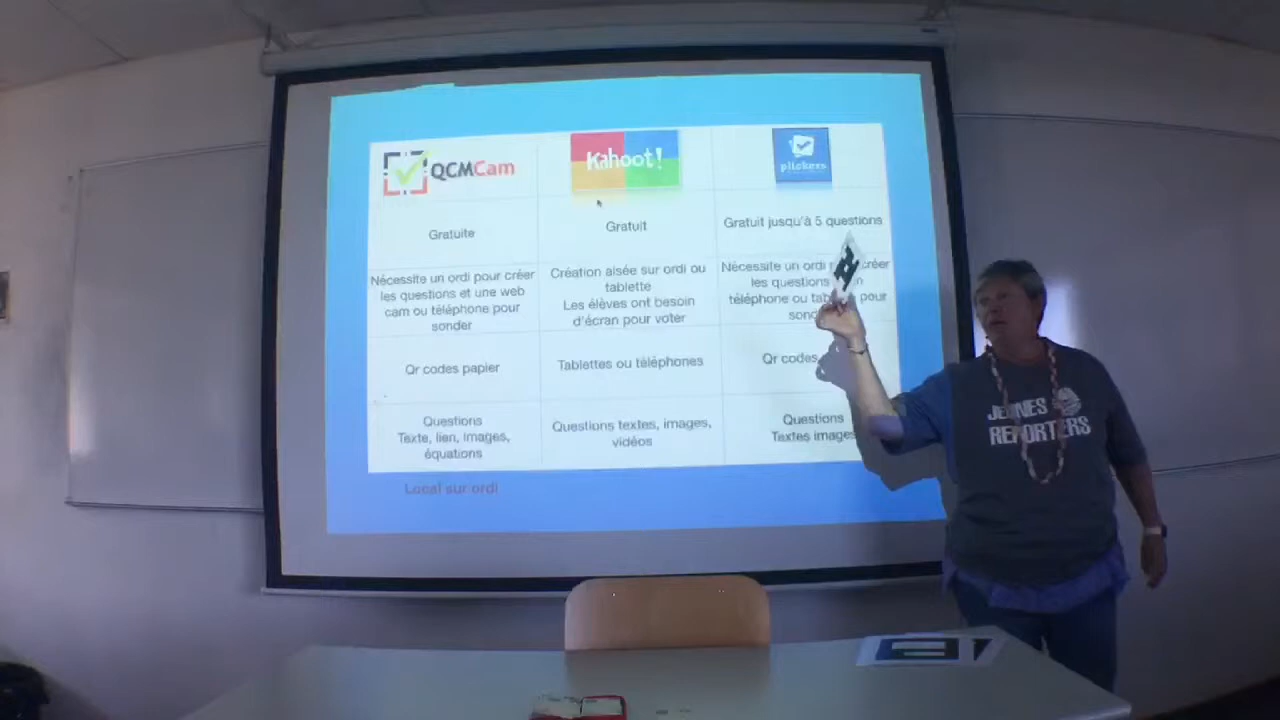 QCMCam
Kahoot!
plickers
Gratuite
Gratuit
Gratuit jusqu'à 5 questions
Nécessite un ordi pour créer
les questions et une web
cam ou téléphone pour
sonder
Création aisée sur ordi ou
tablette
Les élèves ont besoin
d'écran pour voter
Nécessite un ordi créer
les questions
téléphone ou pour
Qr codes papier
Tablettes ou téléphones
Qr codes
Questions
Texte, lien, images,
équations
Questions textes, images,
vidéos
Questions
Textes images
Local sur ordi
JEUNES
REPORTERS